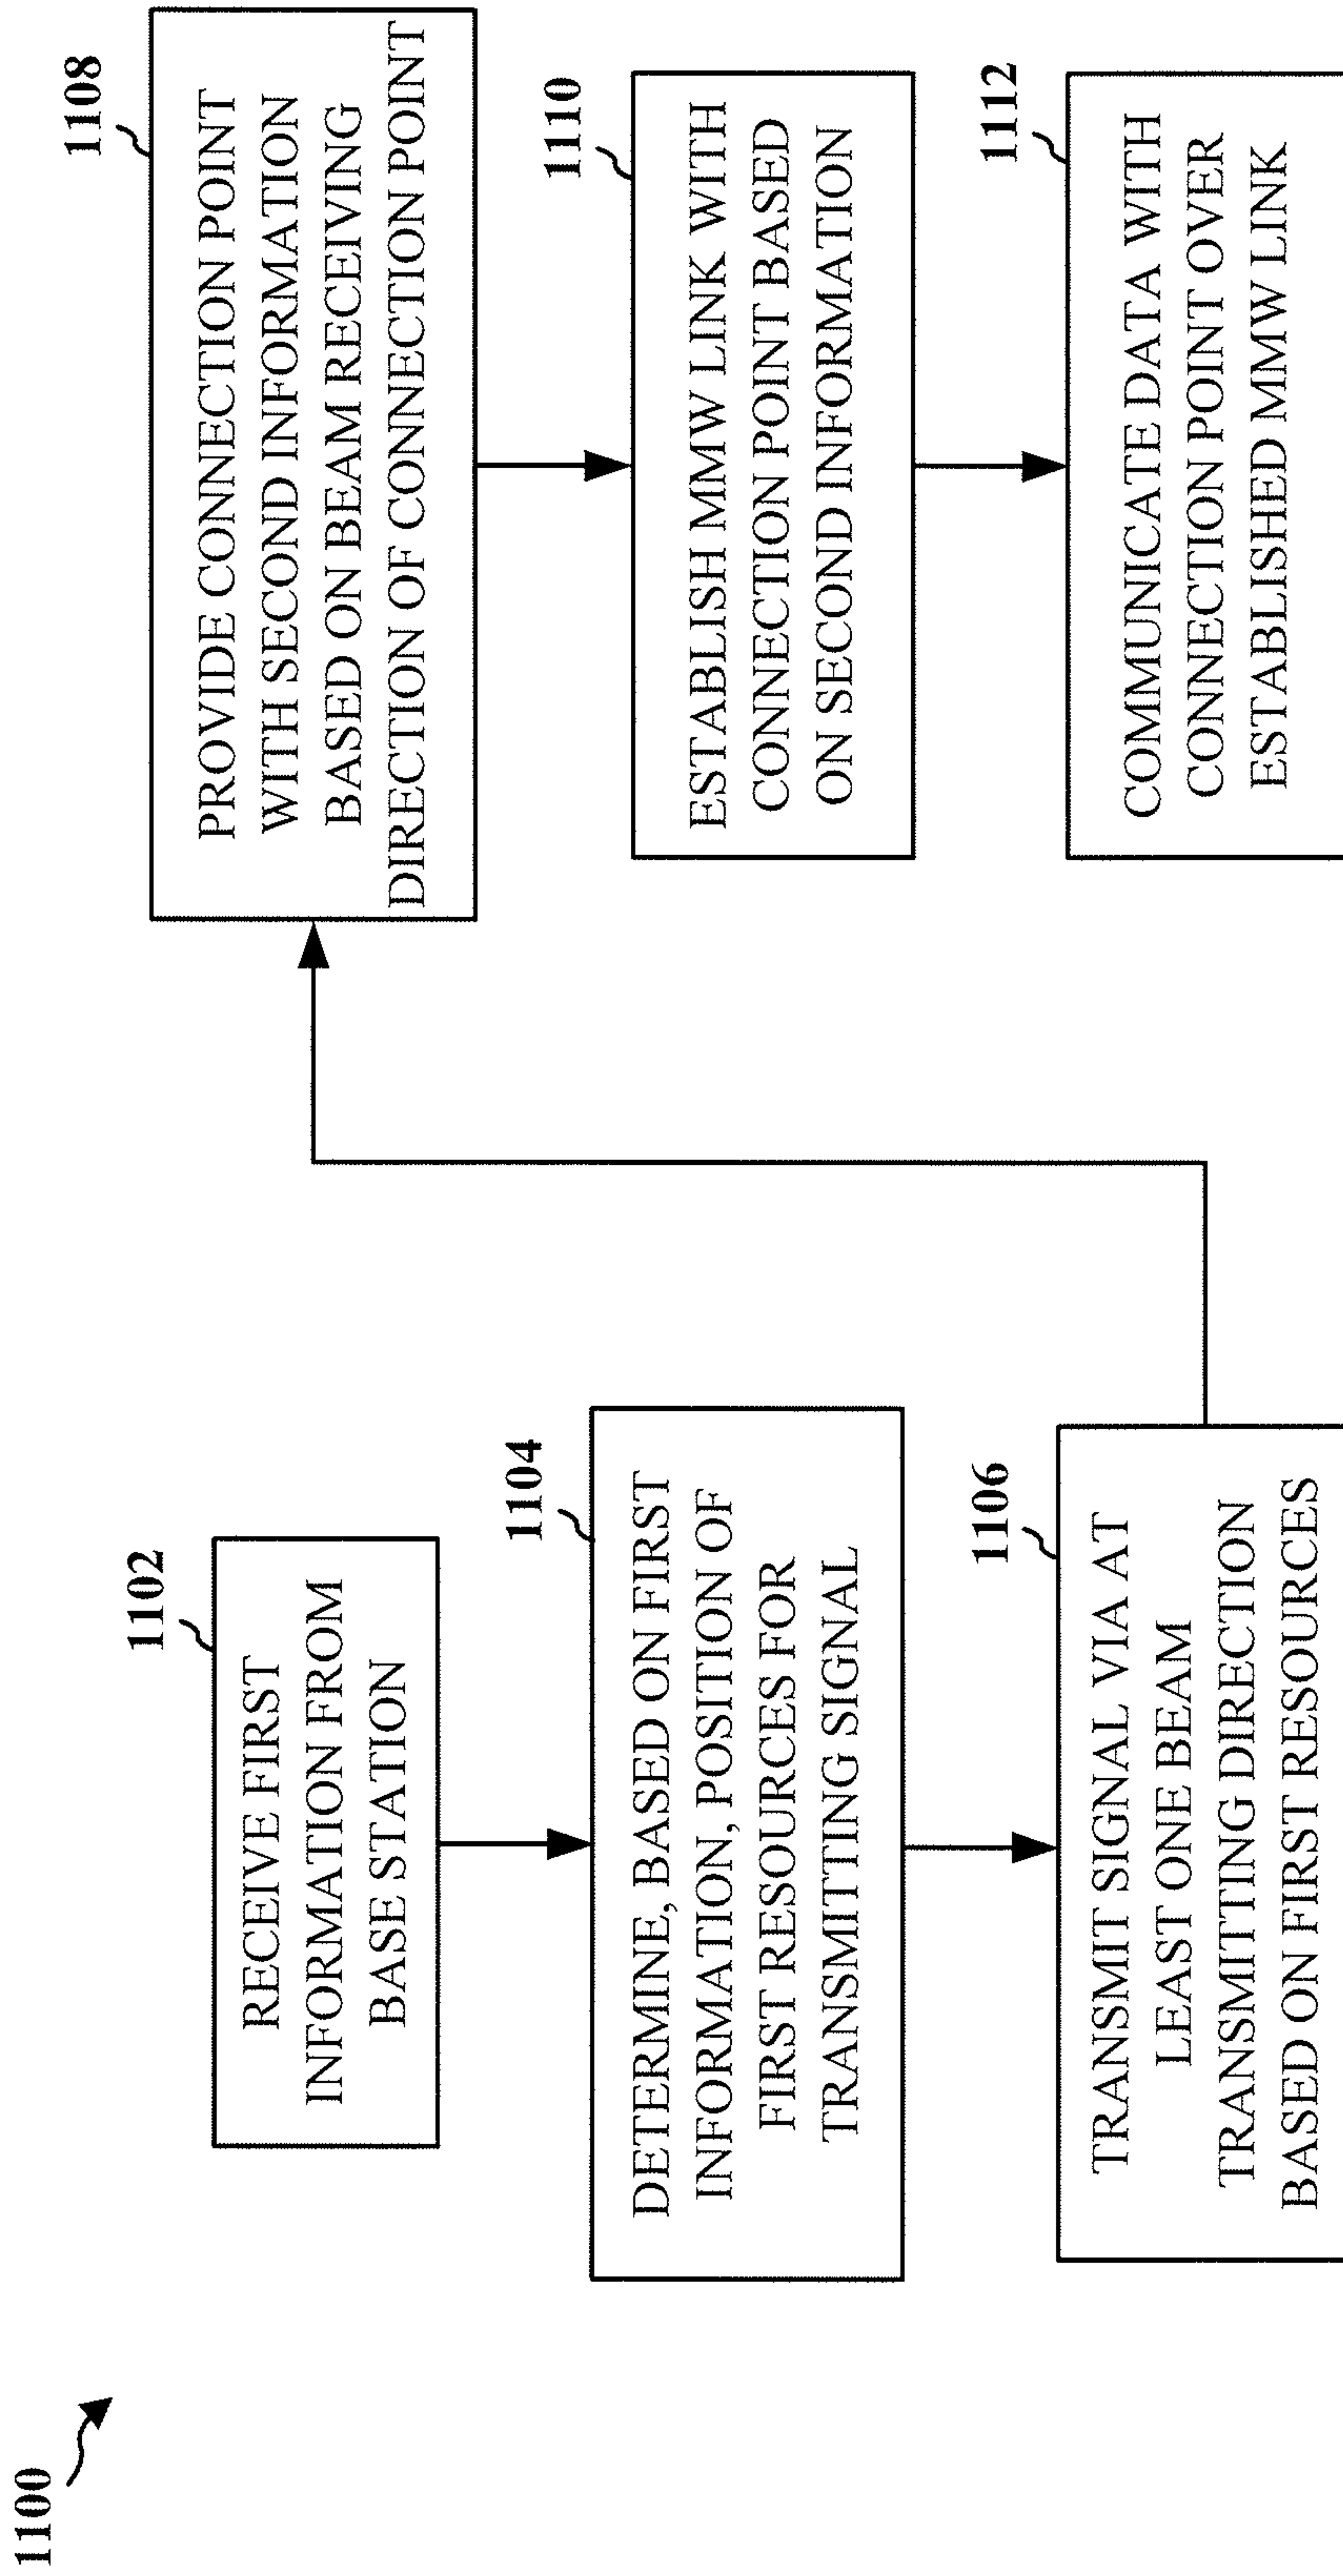 1100
1102
RECEIVE FIRST
INFORMATION FROM
BASE STATION
1104
DETERMINE, BASED ON FIRST
INFORMATION, POSITION OF
FIRST RESOURCES FOR
TRANSMITTING SIGNAL
1106
TRANSMIT SIGNAL VIA AT
LEAST ONE BEAM
TRANSMITTING DIRECTION
BASED ON FIRST RESOURCES
1108
PROVIDE CONNECTION POINT
WITH SECOND INFORMATION
BASED ON BEAM RECEIVING
DIRECTION OF CONNECTION POINT
1110
ESTABLISH MMW LINK WITH
CONNECTION POINT BASED
ON SECOND INFORMATION
1112
COMMUNICATE DATA WITH
CONNECTION POINT OVER
ESTABLISHED MMW LINK